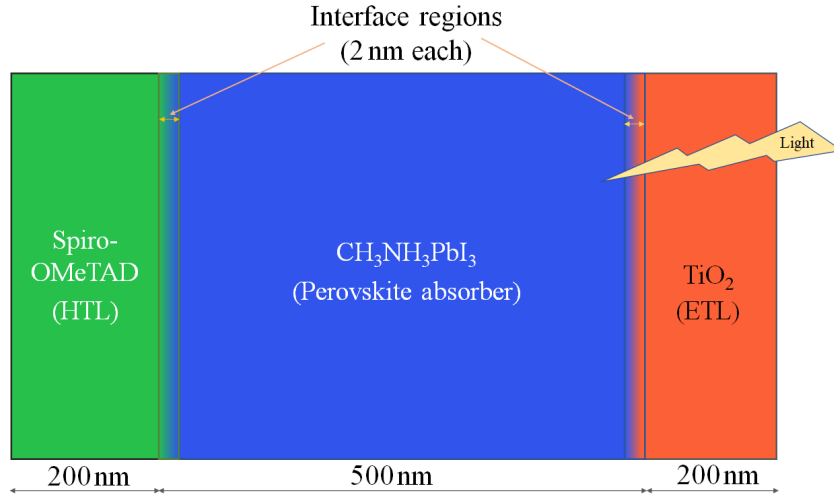 Interface regions
(2 nm each)
Light
Spiro-
OMeTAD
(HTL)
CH₃NH₃PbI₃
(Perovskite absorber)
TiO₂
(ETL)
200 nm
500 nm
200 nm